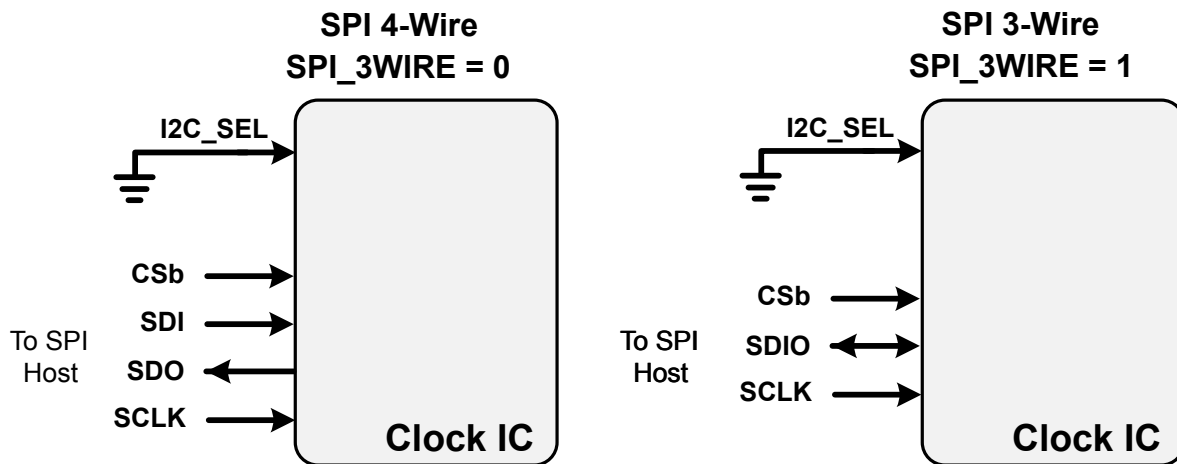 SPI 4-Wire
SPI_3WIRE = 0
I2C_SEL
CSb
SDI
To SPI
Host
SDO
SCLK
Clock IC
SPI 3-Wire
SPI_3WIRE = 1
I2C_SEL
CSb
To SPI
Host
SDIO
SCLK
Clock IC